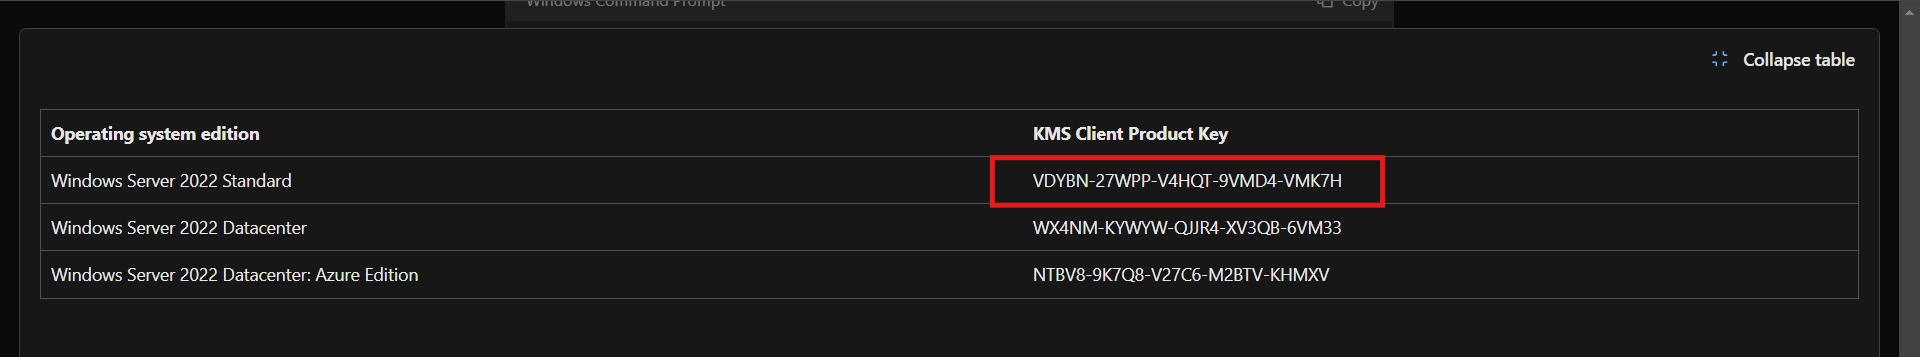 Windows Command Prompt
Copy
Collapse table
Operating system edition KMS Client Product Key
Windows Server 2022 Standard VDYBN-27WPP-V4HQT-9VMD4-VMK7H
Windows Server 2022 Datacenter WX4NM-KYWYW-QJJR4-XV3QB-6VM33
Windows Server 2022 Datacenter: Azure Edition NTBV8-9K7Q8-V27C6-M2BTV-KHMXV